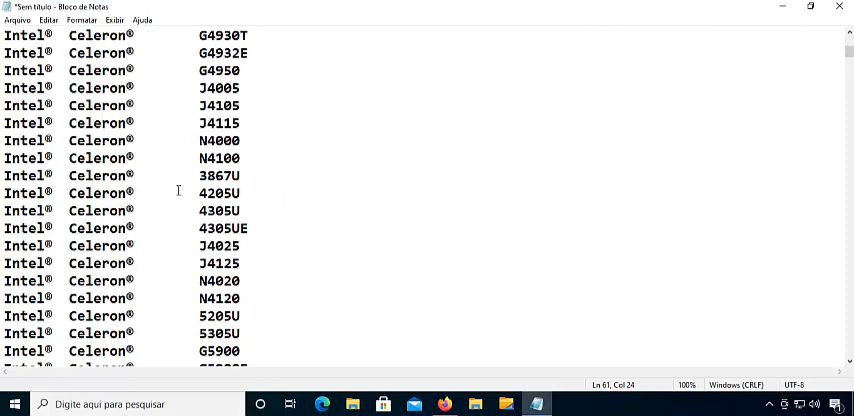 *Sem título - Bloco de Notas
Arquivo Editar Formatar Exibir Ajuda
Intel® Celeron® G4930T
Intel® Celeron® G4932E
Intel® Celeron® G4950
Intel® Celeron® J4005
Intel® Celeron® J4105
Intel® Celeron® J4115
Intel® Celeron® N4000
Intel® Celeron® N4100
Intel® Celeron® 3867U
Intel® Celeron® 4205U
Intel® Celeron® 4305U
Intel® Celeron® 4305UE
Intel® Celeron® J4025
Intel® Celeron® J4125
Intel® Celeron® N4020
Intel® Celeron® N4120
Intel® Celeron® 5205U
Intel® Celeron® 5305U
Intel® Celeron® G5900
Intel® Celeron®
Ln 61, Col 24 100% Windows (CRLF) UTF-8
Digite aqui para pesquisar